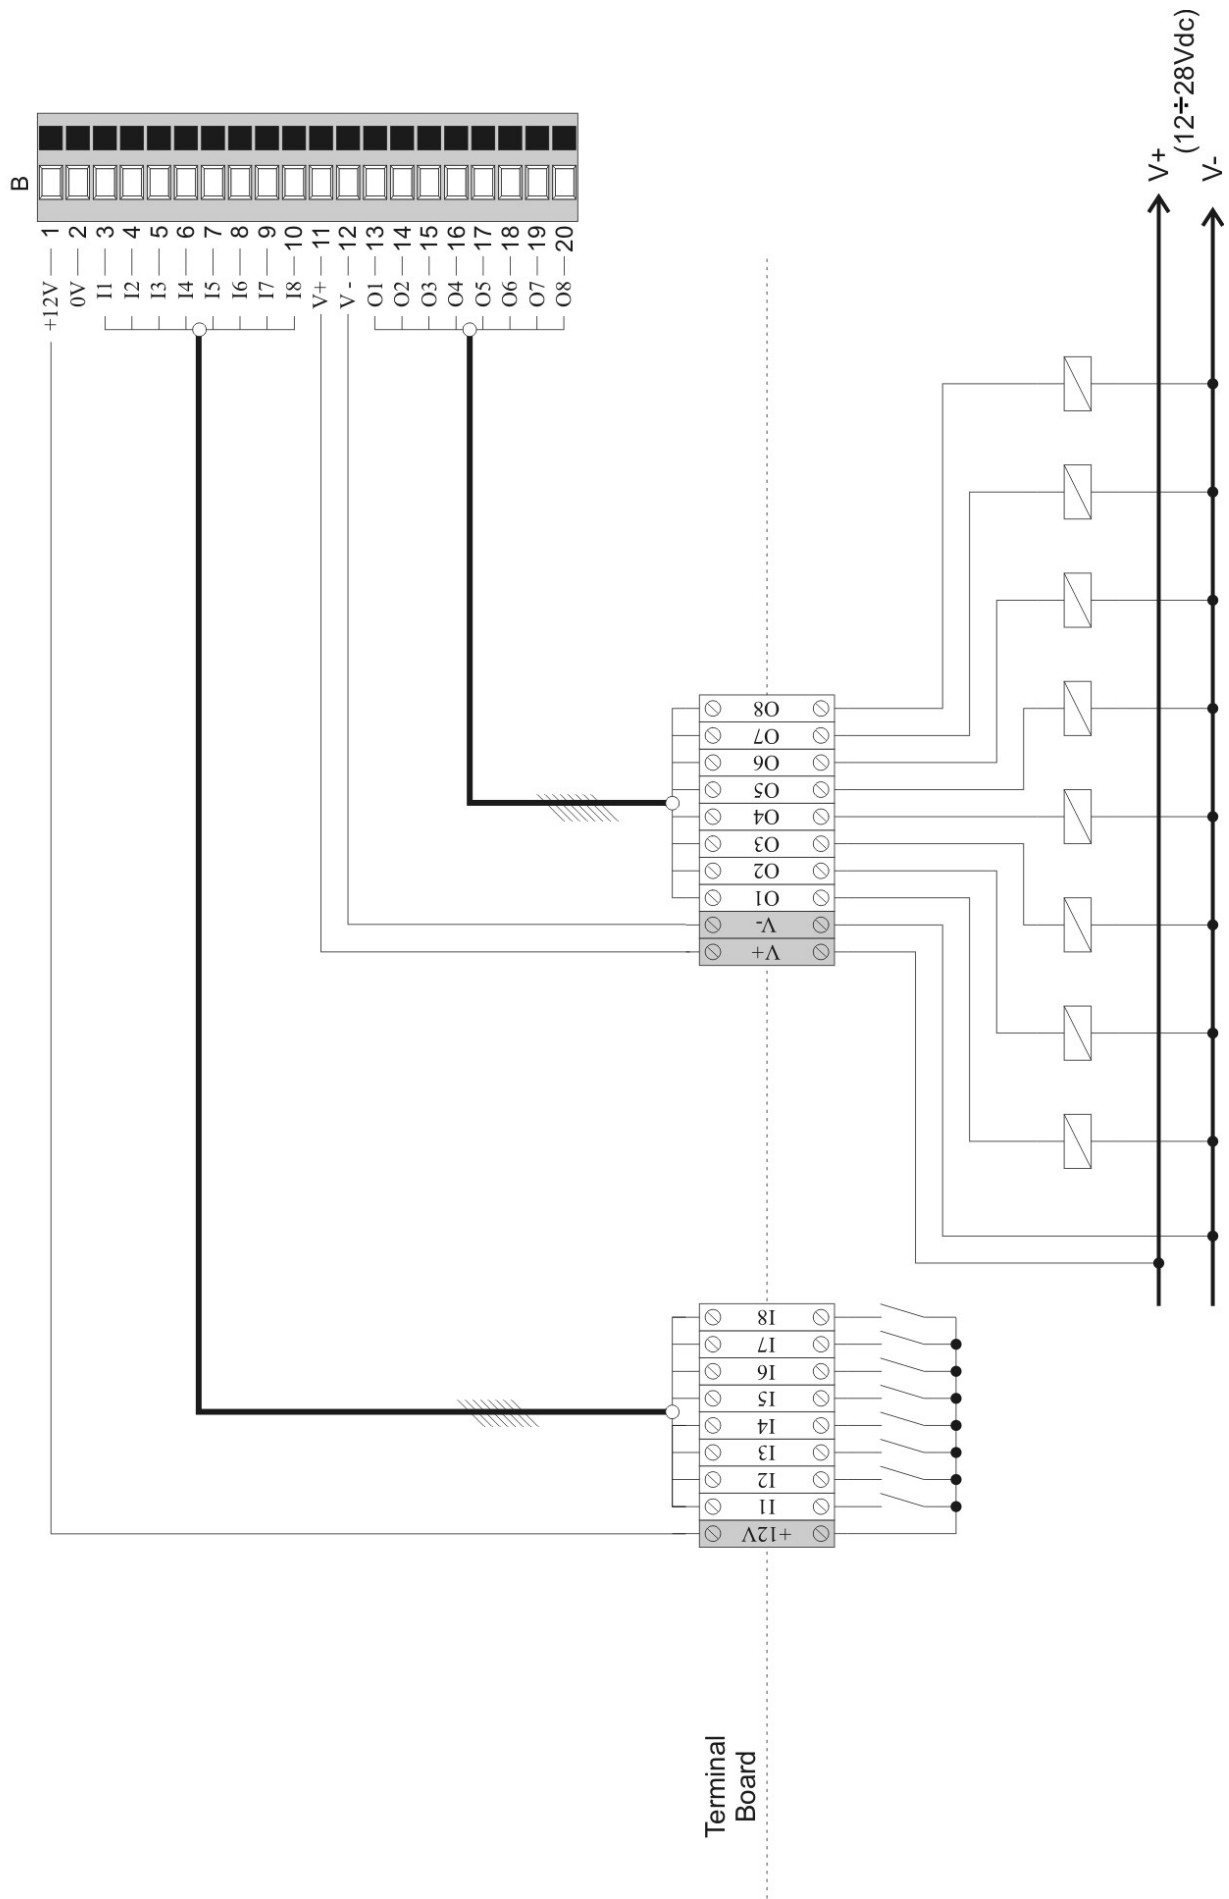 B
+12V 1
0V 2
I1 3
I2 4
I3 5
I4 6
I5 7
I6 8
I7 9
I8 10
V+ 11
V - 12
O1 13
O2 14
O3 15
O4 16
O5 17
O6 18
O7 19
O8 20
V+
(12÷28Vdc)
V-
O8
O7
O6
O5
O4
O3
O2
O1
V-
V+
I8
I7
I6
I5
I4
I3
I2
I1
+12V
Terminal
Board